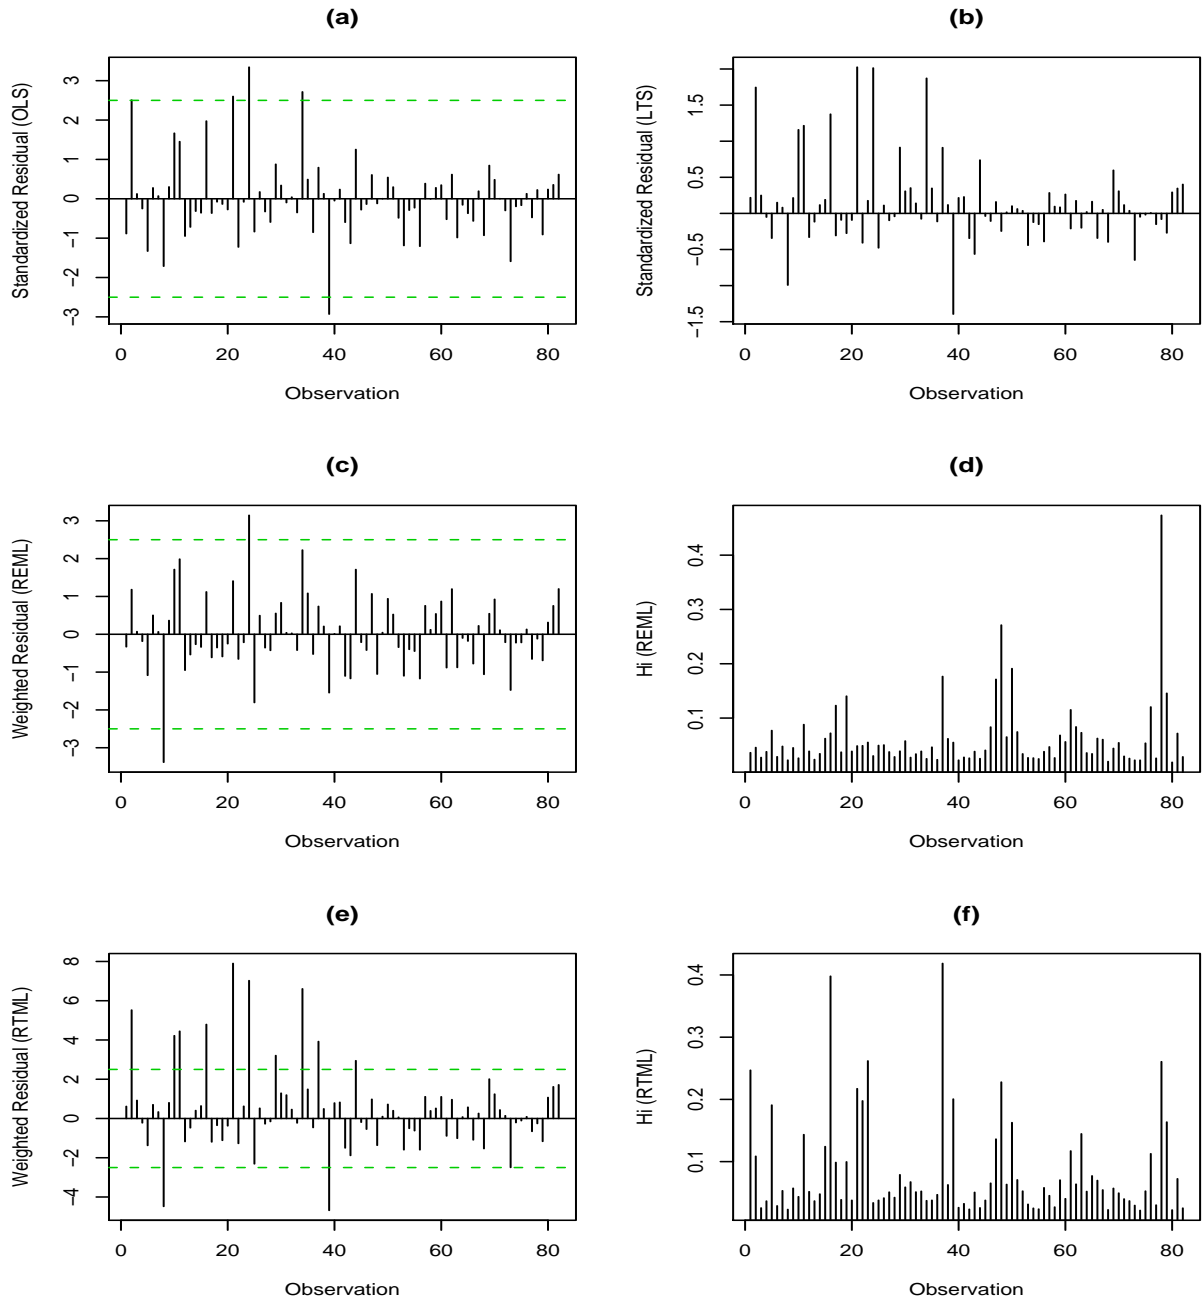 (a)
Standardized Residual (OLS)
3
2
1
0
−1
−2
−3
0 20 40 60 80
Observation
(b)
Standardized Residual (LTS)
1.5
0.5
−0.5
−1.5
0 20 40 60 80
Observation
(c)
Weighted Residual (REML)
3
2
1
0
−1
−2
−3
0 20 40 60 80
Observation
(d)
Hi (REML)
0.4
0.3
0.2
0.1
0 20 40 60 80
Observation
(e)
Weighted Residual (RTML)
8
6
4
2
0
−2
−4
0 20 40 60 80
Observation
(f)
Hi (RTML)
0.4
0.3
0.2
0.1
0 20 40 60 80
Observation